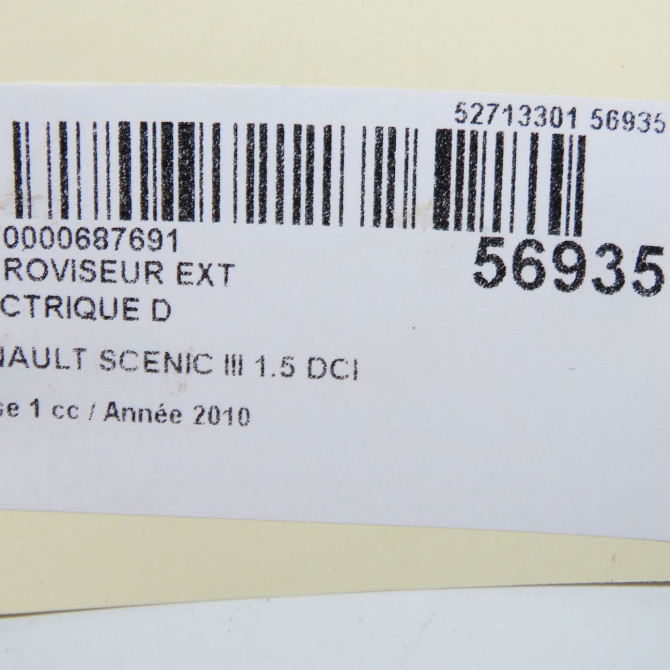 52713301 56935
0000687691
56935
ROVISEUR EXT
CTRIQUE D
NAULT SCENIC III 1.5 DCI
se 1 cc / Année 2010